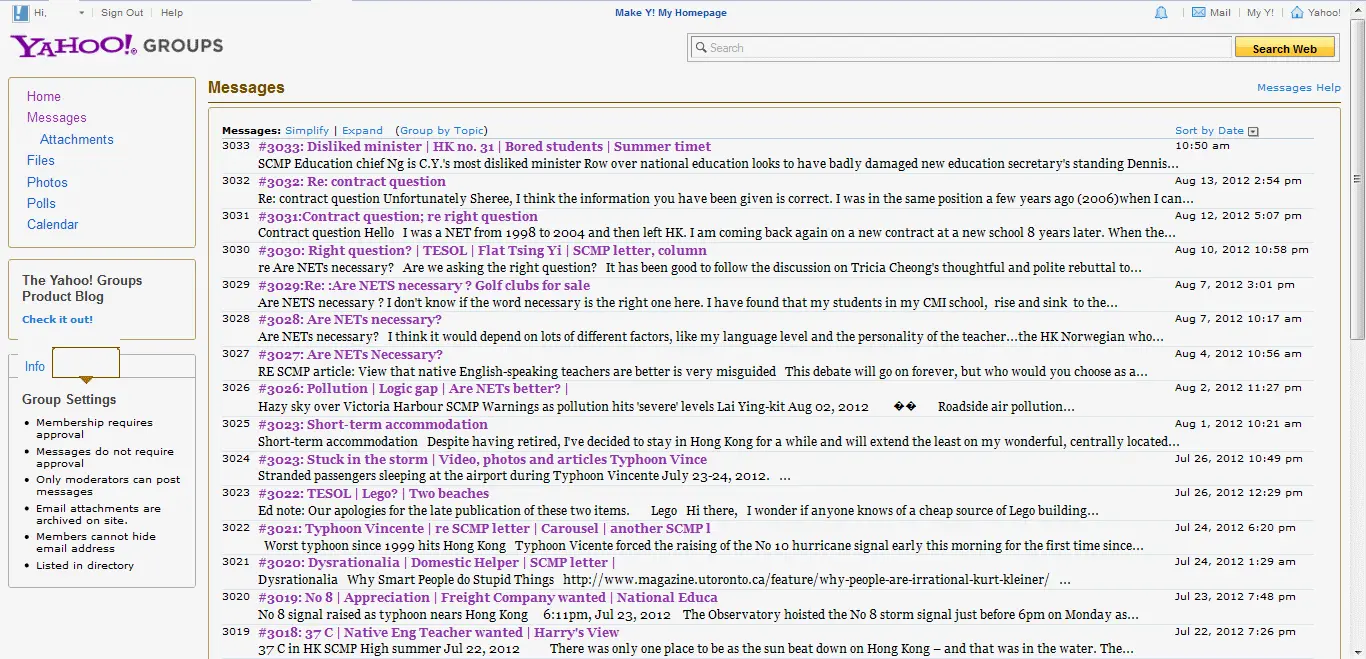 Hi,
Sign Out
Help
Make Y! My Homepage
Mail
My Y!
Yahoo!
YAHOO! GROUPS
Search
Search Web
Home
Messages
Attachments
Files
Photos
Polls
Calendar
The Yahoo! Groups
Product Blog
Check it out!
Info
Group Settings
Membership requires
approval
Messages do not require
approval
Only moderators can post
messages
Email attachments are
archived on site.
Members cannot hide
email address
Listed in directory
Messages
Messages Help
Messages: Simplify | Expand (Group by Topic)
Sort by Date
3033 #3033: Disliked minister | HK no. 31 | Bored students | Summer timet 10:50 am
SCMP Education chief Ng is C.Y.'s most disliked minister Row over national education looks to have badly damaged new education secretary's standing Dennis...
3032 #3032: Re: contract question Aug 13, 2012 2:54 pm
Re: contract question Unfortunately Sheree, I think the information you have been given is correct. I was in the same position a few years ago (2006)when I can...
3031 #3031:Contract question; re right question Aug 12, 2012 5:07 pm
Contract question Hello I was a NET from 1998 to 2004 and then left HK. I am coming back again on a new contract at a new school 8 years later. When the...
3030 #3030: Right question? | TESOL | Flat Tsing Yi | SCMP letter, column Aug 10, 2012 10:58 pm
re Are NETs necessary? Are we asking the right question? It has been good to follow the discussion on Tricia Cheong's thoughtful and polite rebuttal to...
3029 #3029:Re: :Are NETS necessary ? Golf clubs for sale Aug 7, 2012 3:01 pm
Are NETS necessary ? I don't know if the word necessary is the right one here. I have found that my students in my CMI school, rise and sink to the...
3028 #3028: Are NETs necessary? Aug 7, 2012 10:17 am
Are NETs necessary? I think it would depend on lots of different factors, like my language level and the personality of the teacher...the HK Norwegian who...
3027 #3027: Are NETs Necessary? Aug 4, 2012 10:56 am
RE SCMP article: View that native English-speaking teachers are better is very misguided This debate will go on forever, but who would you choose as a...
3026 #3026: Pollution | Logic gap | Are NETs better? | Aug 2, 2012 11:27 pm
Hazy sky over Victoria Harbour SCMP Warnings as pollution hits 'severe' levels Lai Ying-kit Aug 02, 2012 �� Roadside air pollution...
3025 #3023: Short-term accommodation Aug 1, 2012 10:21 am
Short-term accommodation Despite having retired, I've decided to stay in Hong Kong for a while and will extend the least on my wonderful, centrally located...
3024 #3023: Stuck in the storm | Video, photos and articles Typhoon Vince Jul 26, 2012 10:49 pm
Stranded passengers sleeping at the airport during Typhoon Vincente July 23-24, 2012. ...
3023 #3022: TESOL | Lego? | Two beaches Jul 26, 2012 12:29 pm
Ed note: Our apologies for the late publication of these two items. Lego Hi there, I wonder if anyone knows of a cheap source of Lego building...
3022 #3021: Typhoon Vincente | re SCMP letter | Carousel | another SCMP l Jul 24, 2012 6:20 pm
Worst typhoon since 1999 hits Hong Kong Typhoon Vicente forced the raising of the No 10 hurricane signal early this morning for the first time since...
3021 #3020: Dysrationalia | Domestic Helper | SCMP letter | Jul 24, 2012 1:29 am
Dysrationalia Why Smart People do Stupid Things http://www.magazine.utoronto.ca/feature/why-people-are-irrational-kurt-kleiner/ ...
3020 #3019: No 8 | Appreciation | Freight Company wanted | National Educa Jul 23, 2012 7:48 pm
No 8 signal raised as typhoon nears Hong Kong 6:11pm, Jul 23, 2012 The Observatory hoisted the No 8 storm signal just before 6pm on Monday as...
3019 #3018: 37 C | Native Eng Teacher wanted | Harry's View Jul 22, 2012 7:26 pm
37 C in HK SCMP High summer Jul 22, 2012 There was only one place to be as the sun beat down on Hong Kong – and that was in the water. The...